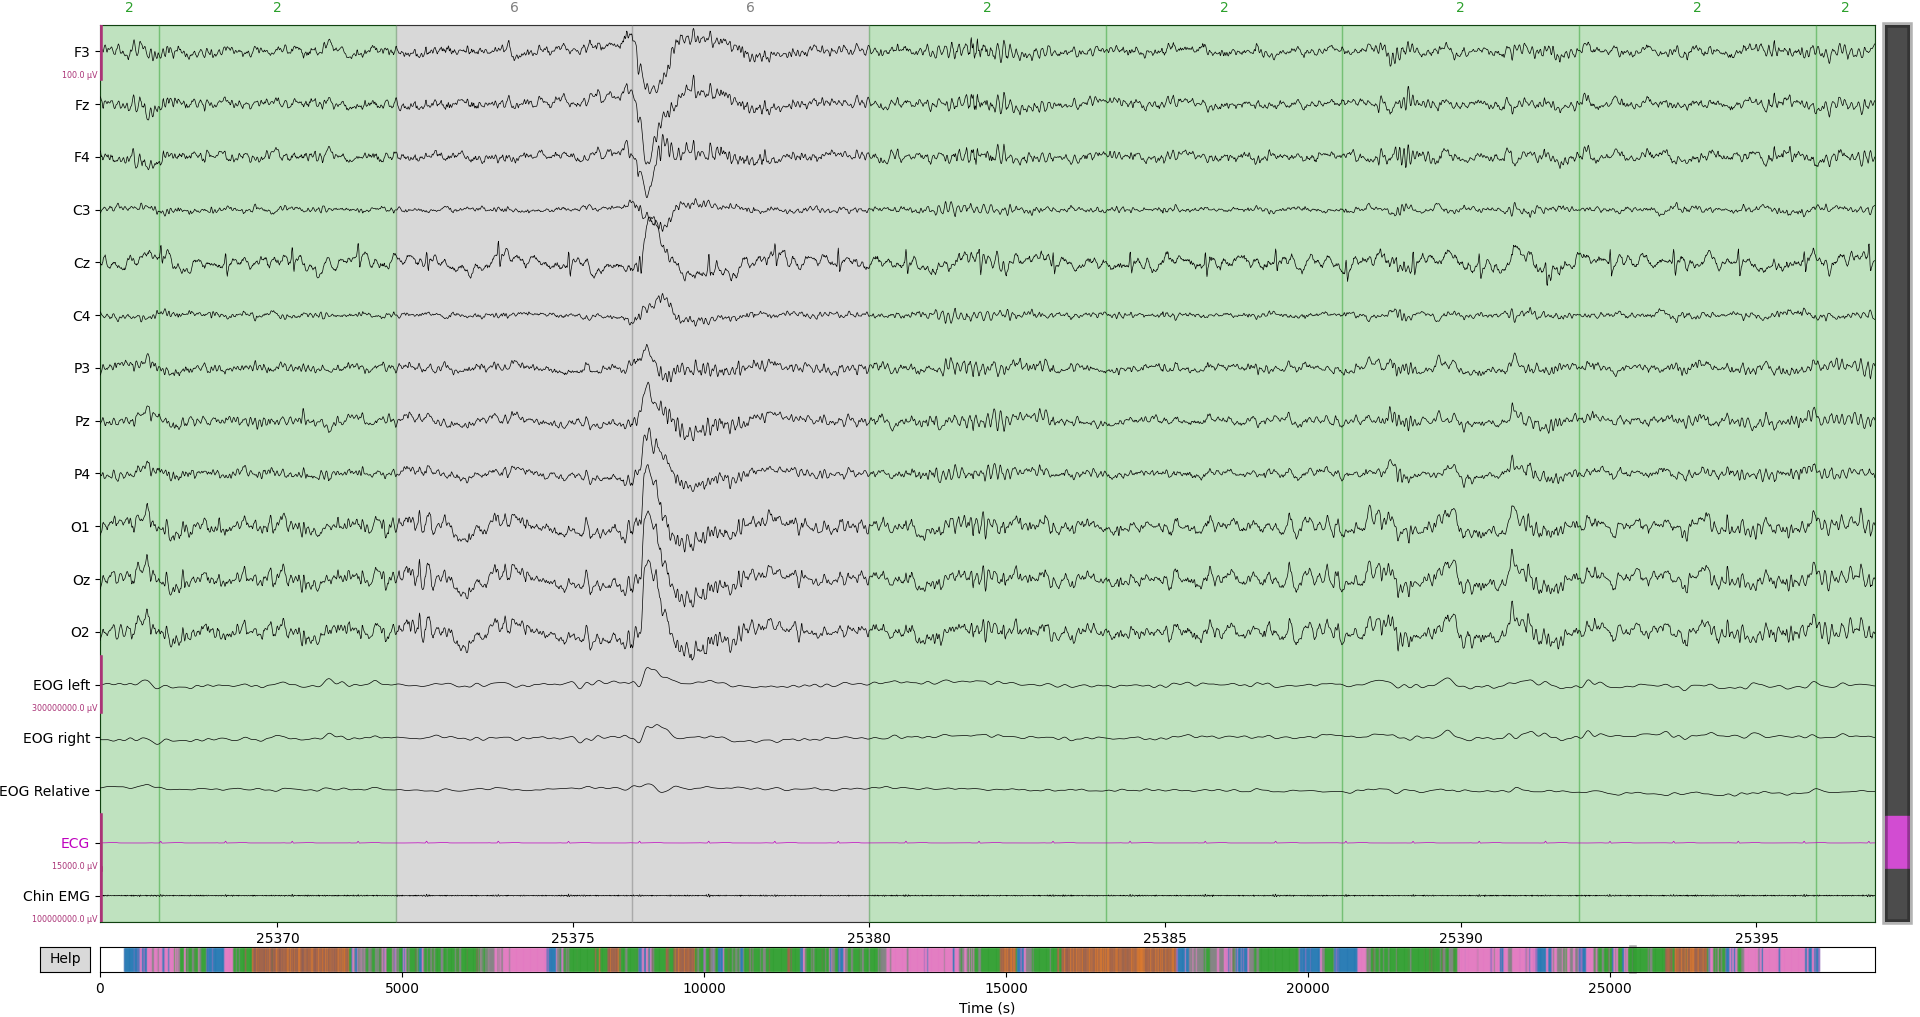 2 2 6 6 2 2 2 2 2
F3
100.0 µV
Fz
F4
C3
Cz
C4
P3
Pz
P4
O1
Oz
O2
EOG left
300000000.0 µV
EOG right
EOG Relative
ECG
15000.0 µV
Chin EMG
100000000.0 µV
25370 25375 25380 25385 25390 25395
Help
0 5000 10000 15000 20000 25000
Time (s)